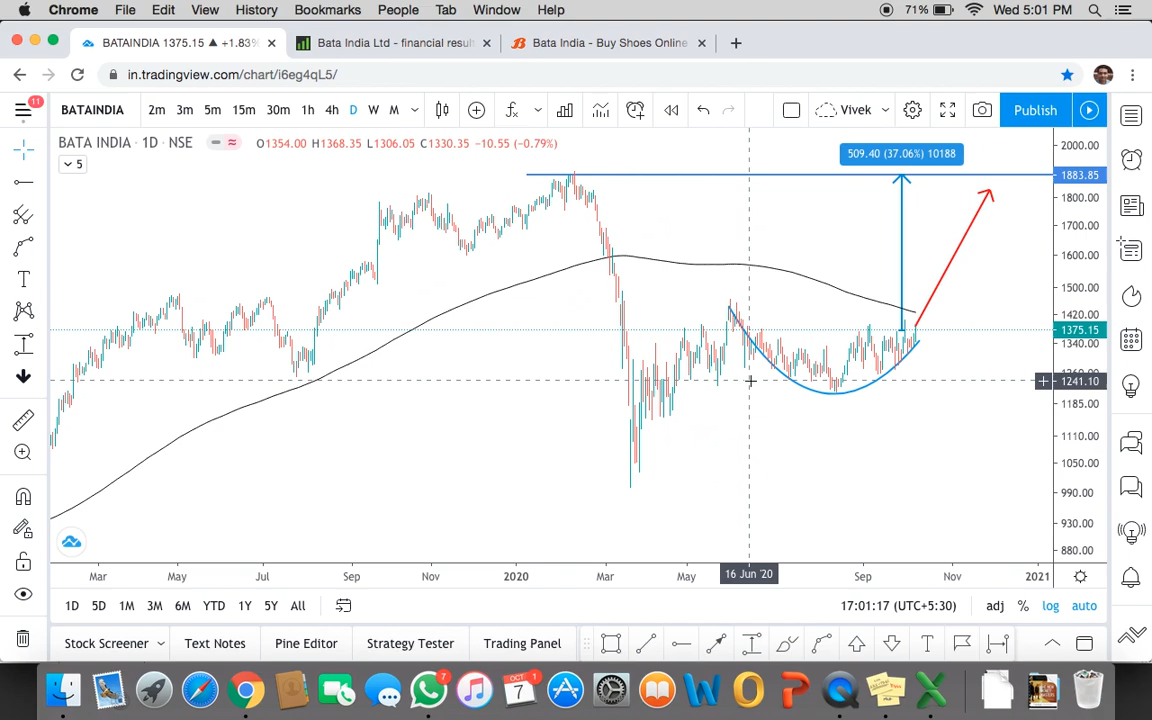 Chrome File Edit View History Bookmarks People Tab Window Help 71% Wed 5:01 PM
BATAINDIA 1375.15 ▲ +1.83% Bata India Ltd - financial resul Bata India - Buy Shoes Online
in.tradingview.com/chart/i6eg4qL5/
11
BATAINDIA 2m 3m 5m 15m 30m 1h 4h D W M Vivek Publish
BATA INDIA · 1D · NSE O1354.00 H1368.35 L1306.05 C1330.35 -10.55 (-0.79%)
5
509.40 (37.06%) 10188
2000.00
1883.85
1800.00
1700.00
1600.00
1500.00
1420.00
1375.15
1340.00
1241.10
1185.00
1110.00
1050.00
990.00
930.00
880.00
Mar May Jul Sep Nov 2020 Mar May 16 Jun '20 Sep Nov 2021
1D 5D 1M 3M 6M YTD 1Y 5Y All 17:01:17 (UTC+5:30) adj % log auto
Stock Screener Text Notes Pine Editor Strategy Tester Trading Panel
7
OCT
7
1